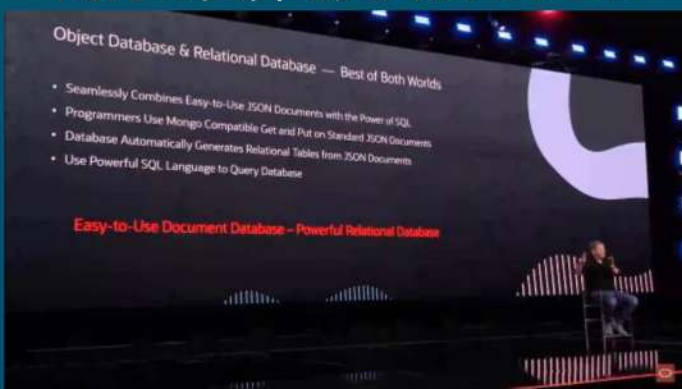 Object Database & Relational Database — Best of Both Worlds
• Seamlessly Combines Easy-to-Use JSON Documents with the Power of SQL
• Programmers Use Mongo Compatible Get and Put on Standard JSON Documents
• Database Automatically Generates Relational Tables from JSON Documents
• Use Powerful SQL Language to Query Database
Easy-to-Use Document Database – Powerful Relational Database